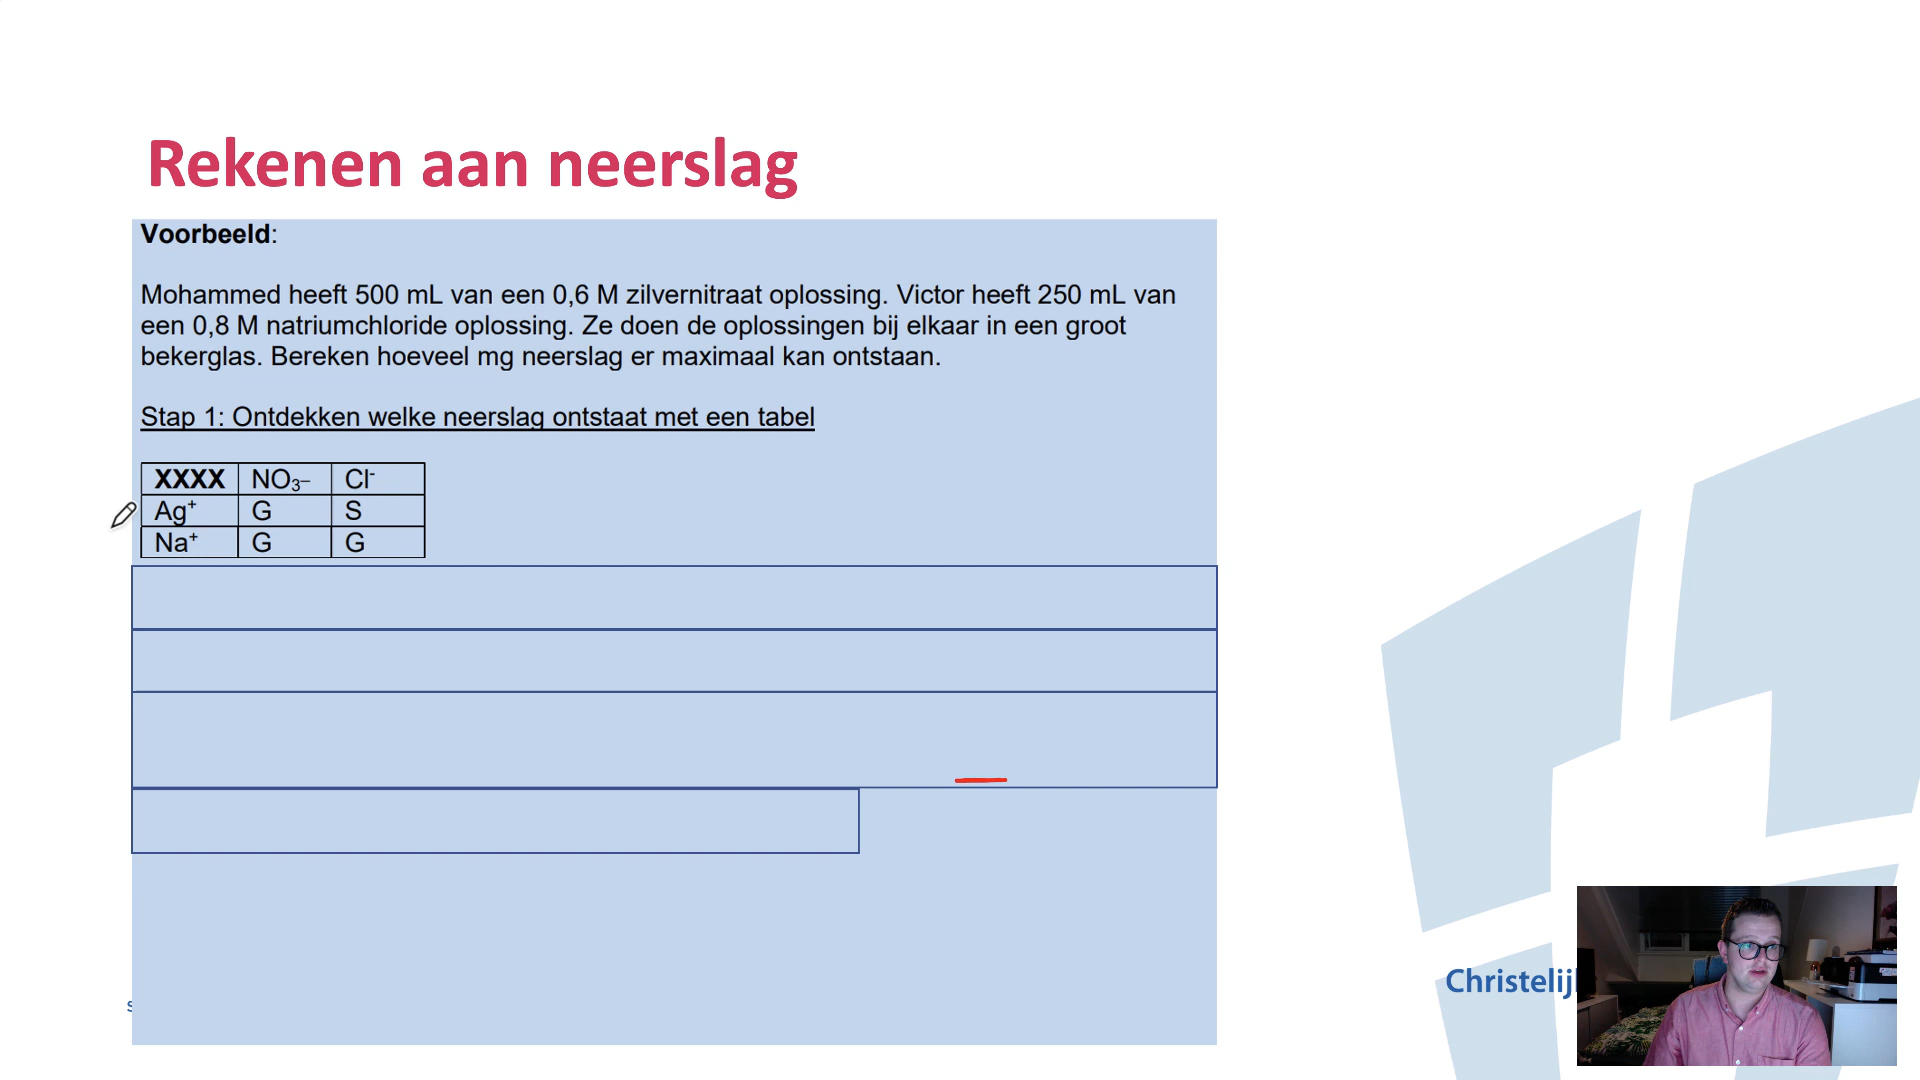 Rekenen aan neerslag
Voorbeeld:
Mohammed heeft 500 mL van een 0,6 M zilvernitraat oplossing. Victor heeft 250 mL van
een 0,8 M natriumchloride oplossing. Ze doen de oplossingen bij elkaar in een groot
bekerglas. Bereken hoeveel mg neerslag er maximaal kan ontstaan.
Stap 1: Ontdekken welke neerslag ontstaat met een tabel
XXXX NO₃⁻ Cl⁻
Ag⁺ G S
Na⁺ G G